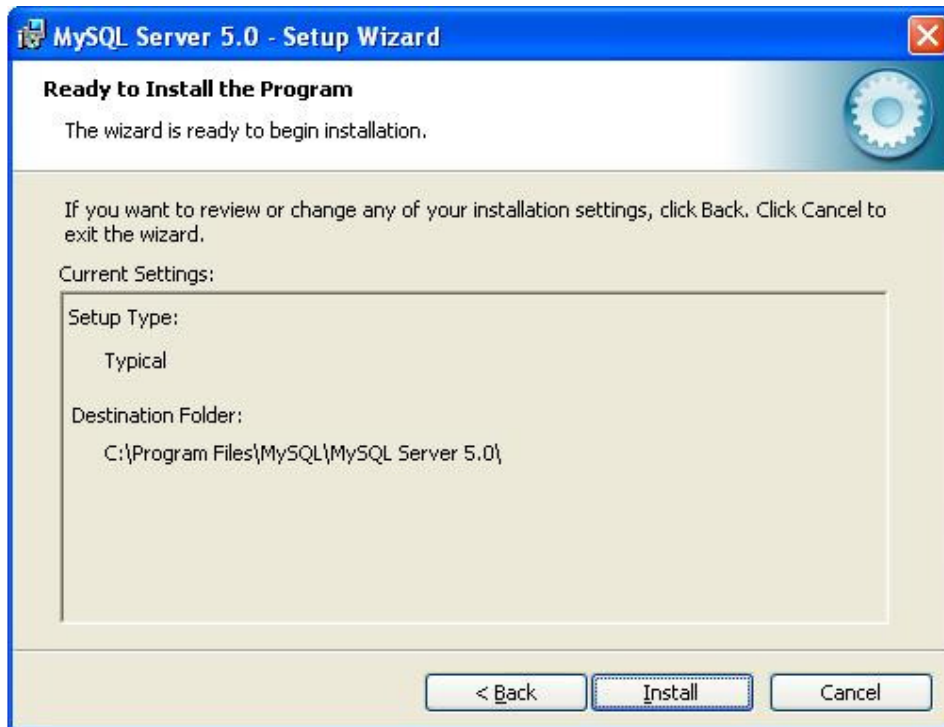 MySQL Server 5.0 - Setup Wizard
Ready to Install the Program
The wizard is ready to begin installation.
If you want to review or change any of your installation settings, click Back. Click Cancel to
exit the wizard.
Current Settings:
Setup Type:
Typical
Destination Folder:
C:\Program Files\MySQL\MySQL Server 5.0\
< Back
Install
Cancel